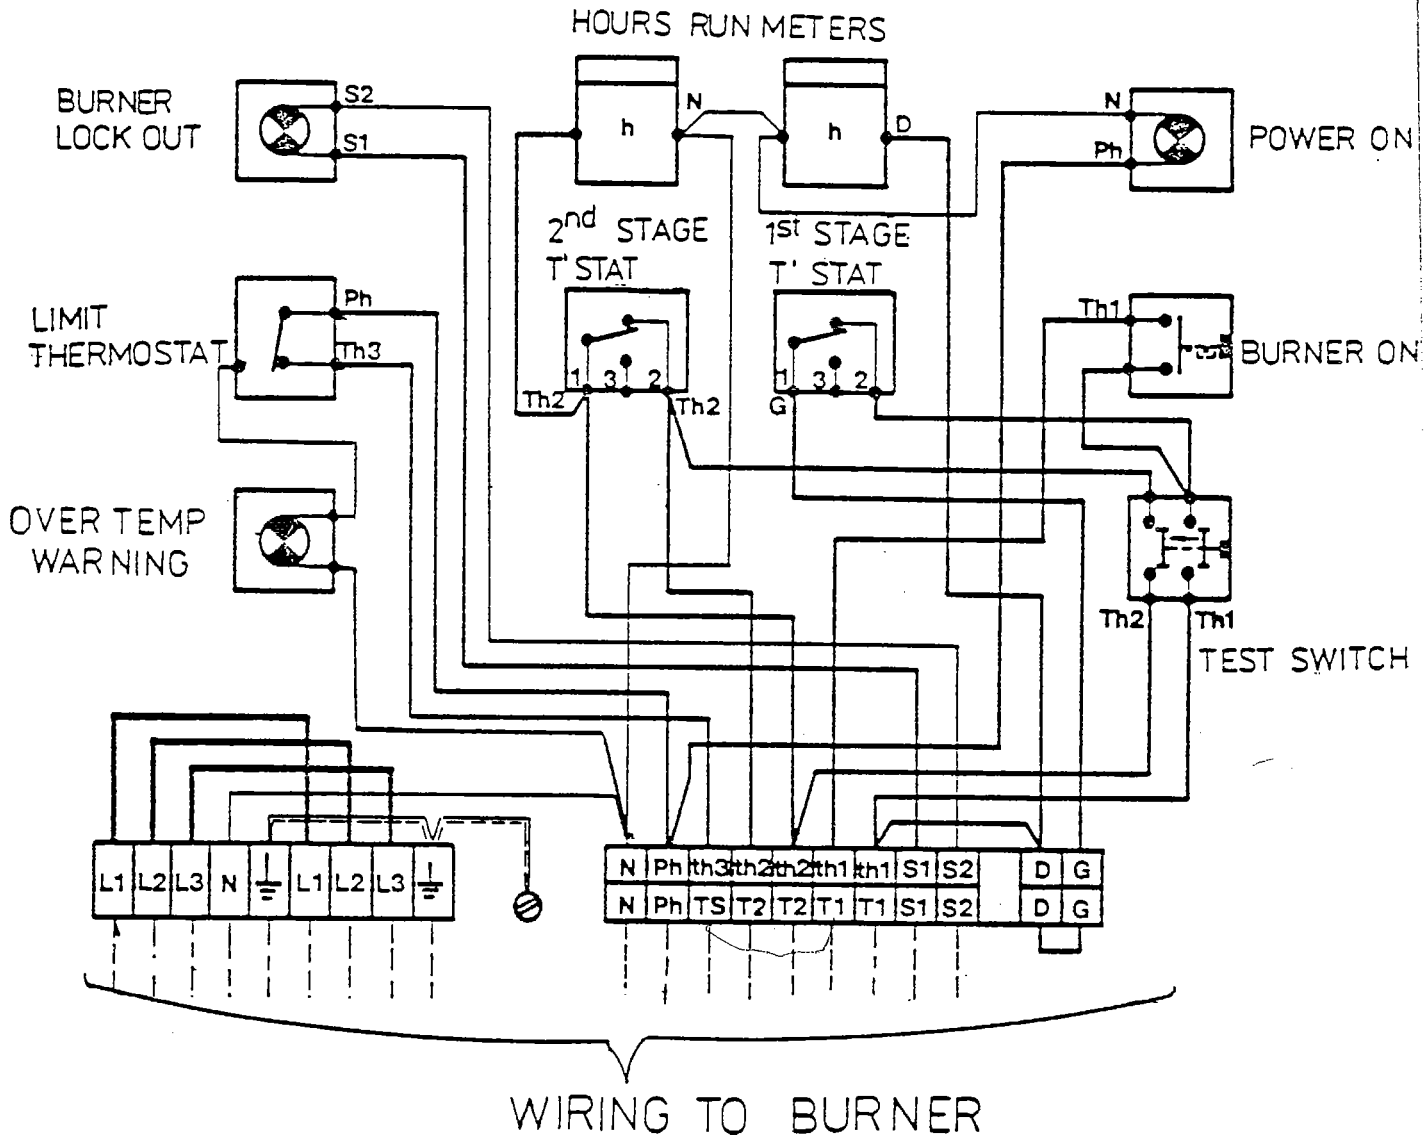 HOURS RUN METERS
BURNER
LOCK OUT
S2
S1
h
N
h
D
N
Ph
POWER ON
2nd STAGE
T'STAT
1st STAGE
T' STAT
LIMIT
THERMOSTAT
Ph
Th3
1 3 2
Th2
Th2
1 3 2
G
Th1
BURNER ON
OVER TEMP
WARNING
Th2
Th1
TEST SWITCH
L1 L2 L3 N L1 L2 L3
N Ph th3 th2 th2 th1 th1 S1 S2 D G
N Ph TS T2 T2 T1 T1 S1 S2 D G
WIRING TO BURNER